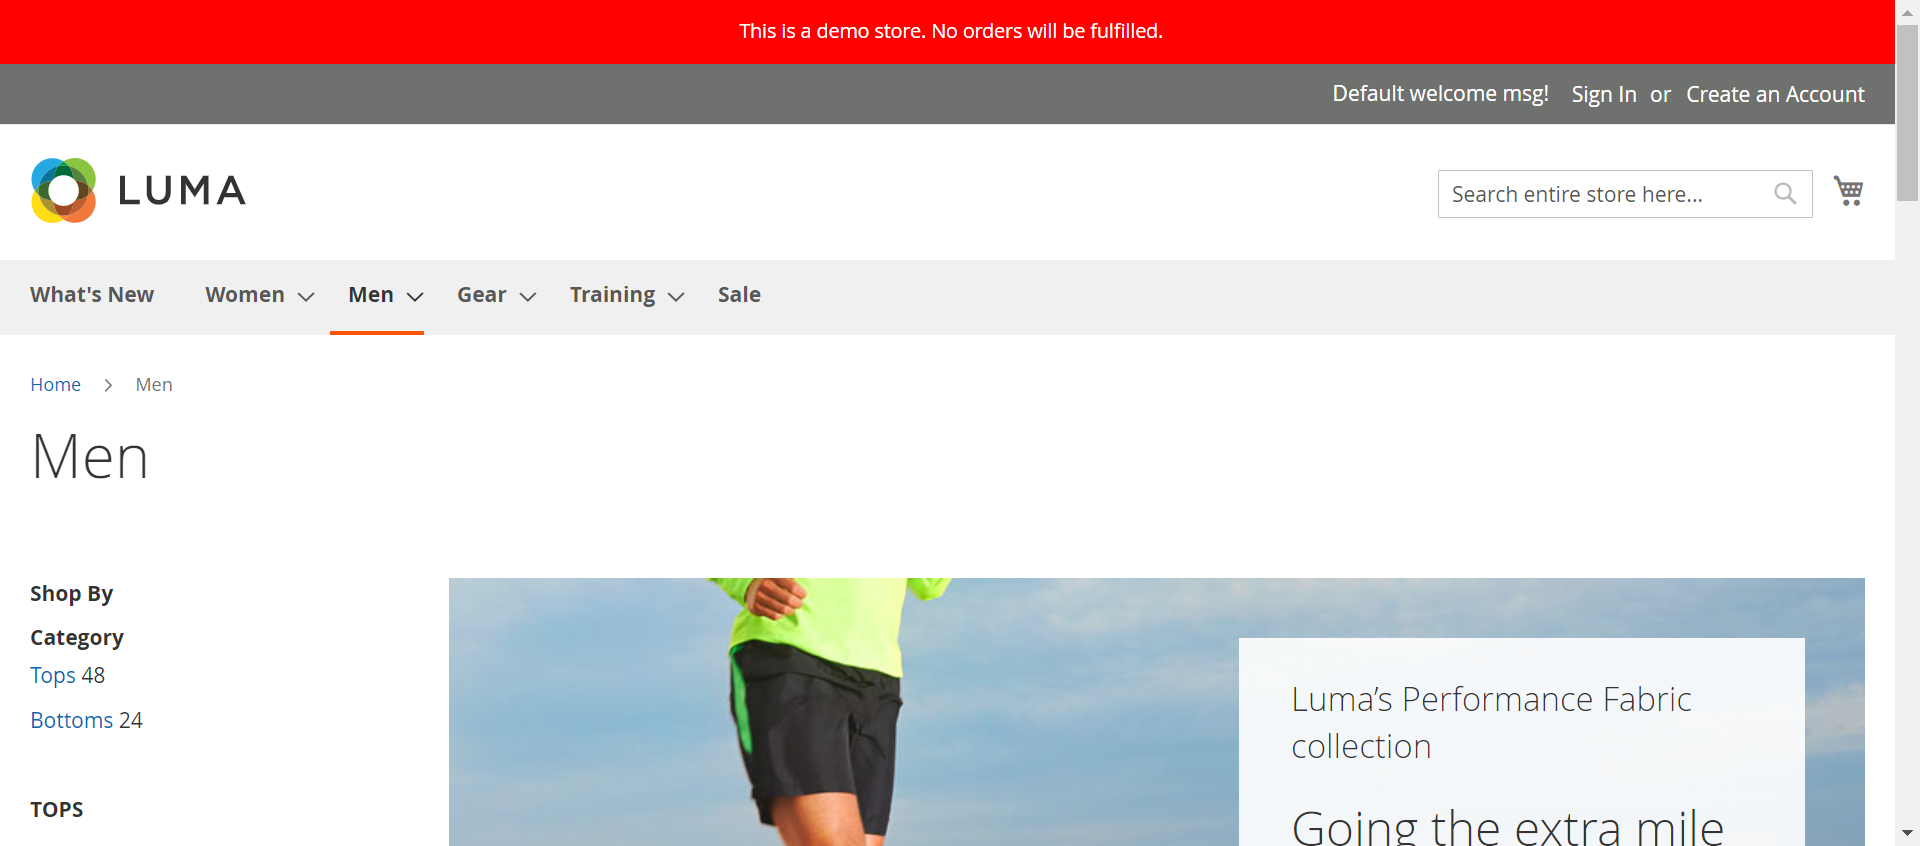 This is a demo store. No orders will be fulfilled.
Default welcome msg! Sign In or Create an Account
LUMA
Search entire store here...
What's New Women Men Gear Training Sale
Home > Men
Men
Shop By
Category
Tops 48
Bottoms 24
TOPS
Luma's Performance Fabric
collection
Going the extra mile